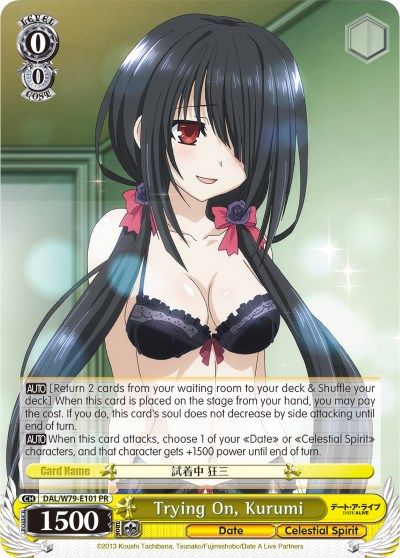 LEVEL
0
0
COST
AUTO [Return 2 cards from your waiting room to your deck & Shuffle your
deck] When this card is placed on the stage from your hand, you may pay
the cost. If you do, this card's soul does not decrease by side attacking until
end of turn.
AUTO When this card attacks, choose 1 of your «Date» or «Celestial Spirit»
characters, and that character gets +1500 power until end of turn.
Card Name 試着中 狂三
CH DAL/W79-E101 PR
POWER 1500 SOUL Trying On, Kurumi デート・ア・ライブ
DATE A LIVE
Date Celestial Spirit
©2013 Koushi Tachibana, Tsunako/Fujimishobo/Date A Live Partners